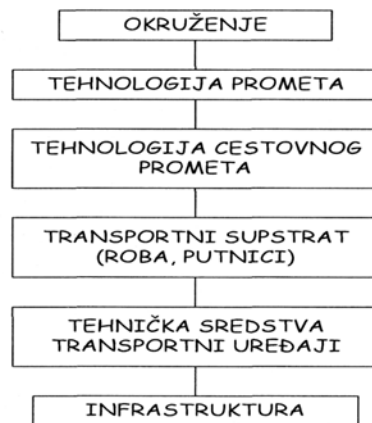 OKRUŽENJE
TEHNOLOGIJA PROMETA
TEHNOLOGIJA CESTOVNOG
PROMETA
TRANSPORTNI SUPSTRAT
(ROBA, PUTNICI)
TEHNIČKA SREDSTVA
TRANSPORTNI UREĐAJI
INFRASTRUKTURA